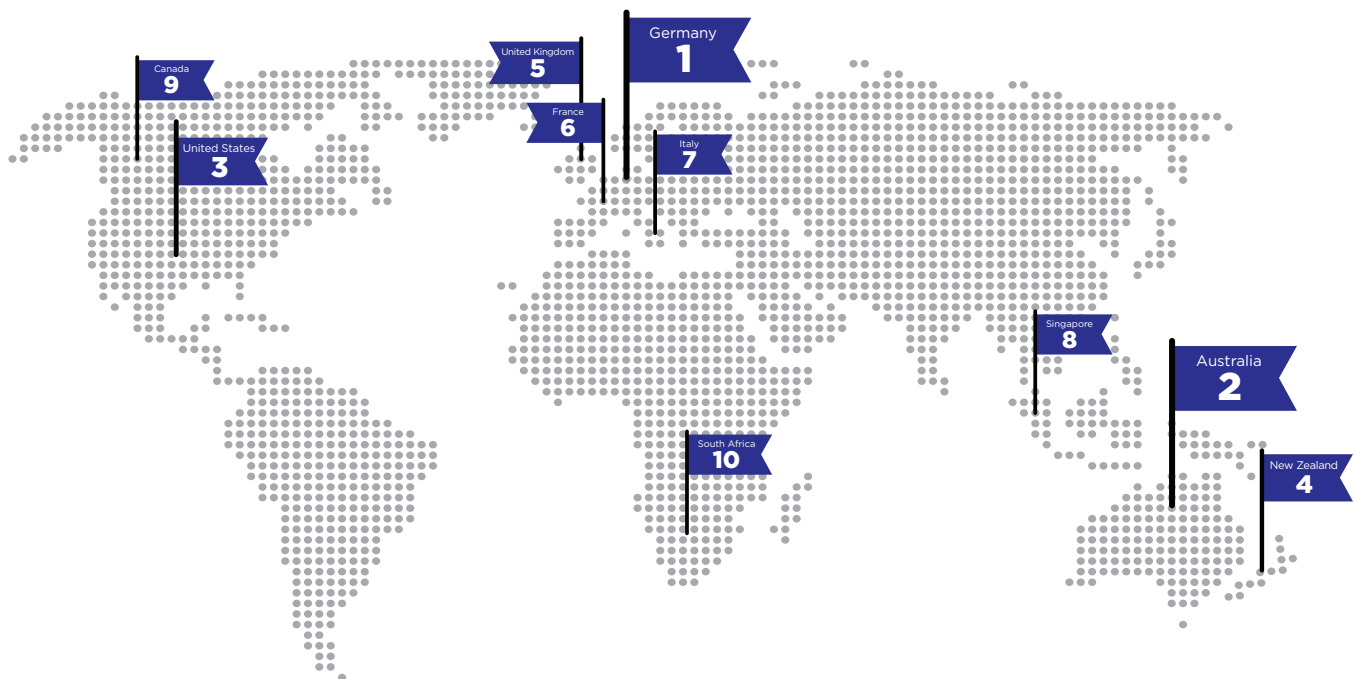 Germany
1
United Kingdom
5
Canada
9
France
6
Italy
7
United States
3
Singapore
8
Australia
2
South Africa
10
New Zealand
4